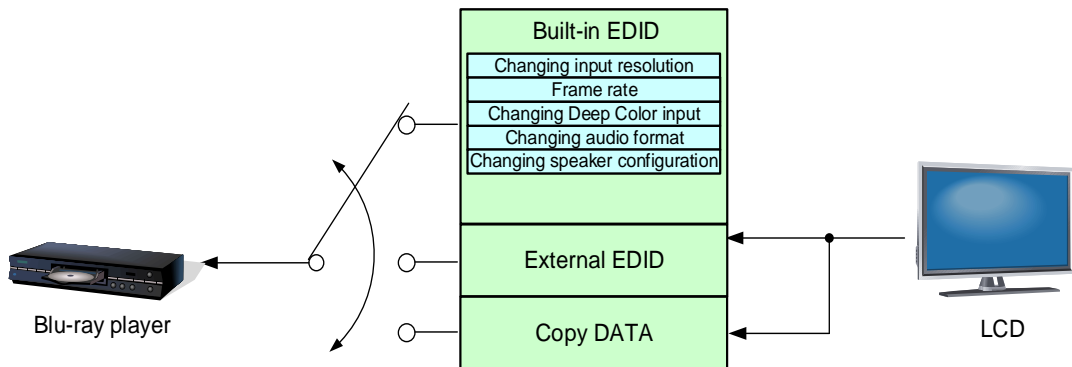 Built-in EDID
Changing input resolution
Frame rate
Changing Deep Color input
Changing audio format
Changing speaker configuration
External EDID
Copy DATA
Blu-ray player
LCD